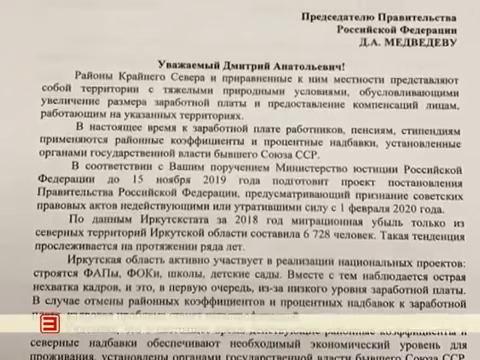 Председателю Правительства
Российской Федерации
Д.А. МЕДВЕДЕВУ
Уважаемый Дмитрий Анатольевич!
Районы Крайнего Севера и приравненные к ним местности представляют
собой территории с тяжелыми природными условиями, обусловливающими
увеличение размера заработной платы и предоставление компенсаций лицам,
работающим на указанных территориях.
В настоящее время к заработной плате работников, пенсиям, стипендиям
применяются районные коэффициенты и процентные надбавки, установленные
органами государственной власти бывшего Союза ССР.
В соответствии с Вашим поручением Министерство юстиции Российской
Федерации до 15 ноября 2019 года подготовит проект постановления
Правительства Российской Федерации, предусматривающий признание советских
правовых актов недействующими или утратившими силу с 1 февраля 2020 года.
По данным Иркутскстата за 2018 год миграционная убыль только из
северных территорий Иркутской области составила 6 728 человек. Такая тенденция
прослеживается на протяжении ряда лет.
Иркутская область активно участвует в реализации национальных проектов:
строятся ФАПы, ФОКи, школы, детские сады. Вместе с тем наблюдается острая
нехватка кадров, и это, в первую очередь, из-за низкого уровня заработной платы.
В случае отмены районных коэффициентов и процентных надбавок к заработной
время действующие районные коэффициенты и
северные надбавки обеспечивают необходимый экономический уровень для
проживания, установлены органами государственной власти бывшего Союза ССР